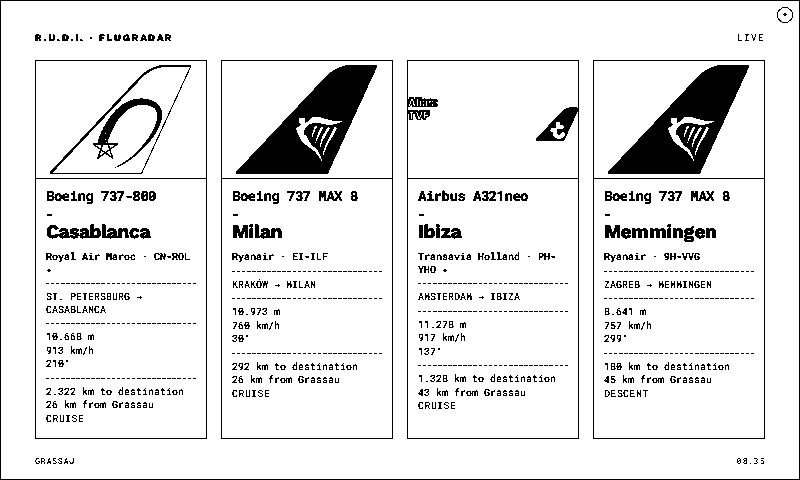 R.U.D.I. · FLUGRADAR
LIVE
Boeing 737-800
-
Casablanca
Royal Air Maroc · CN-ROL
✦
ST. PETERSBURG →
CASABLANCA
10.668 m
913 km/h
210°
2.322 km to destination
26 km from Grassau
CRUISE
Boeing 737 MAX 8
-
Milan
Ryanair · EI-ILF
KRAKÓW → MILAN
10.973 m
760 km/h
30°
292 km to destination
26 km from Grassau
CRUISE
TVF
Airbus A321neo
-
Ibiza
Transavia Holland · PH-
YHO ✦
AMSTERDAM → IBIZA
11.278 m
917 km/h
137°
1.328 km to destination
43 km from Grassau
CRUISE
Boeing 737 MAX 8
-
Memmingen
Ryanair · 9H-VVG
ZAGREB → MEMMINGEN
8.641 m
757 km/h
299°
180 km to destination
45 km from Grassau
DESCENT
GRASSAU
08.35